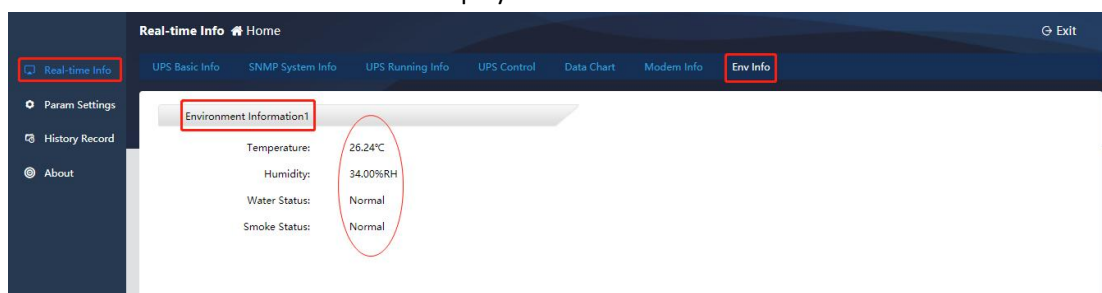 Real-time Info Home Exit
Real-time Info UPS Basic Info SNMP System Info UPS Running Info UPS Control Data Chart Modem Info Env Info
Param Settings
Environment Information1
History Record
Temperature: 26.24℃
About
Humidity: 34.00%RH
Water Status: Normal
Smoke Status: Normal